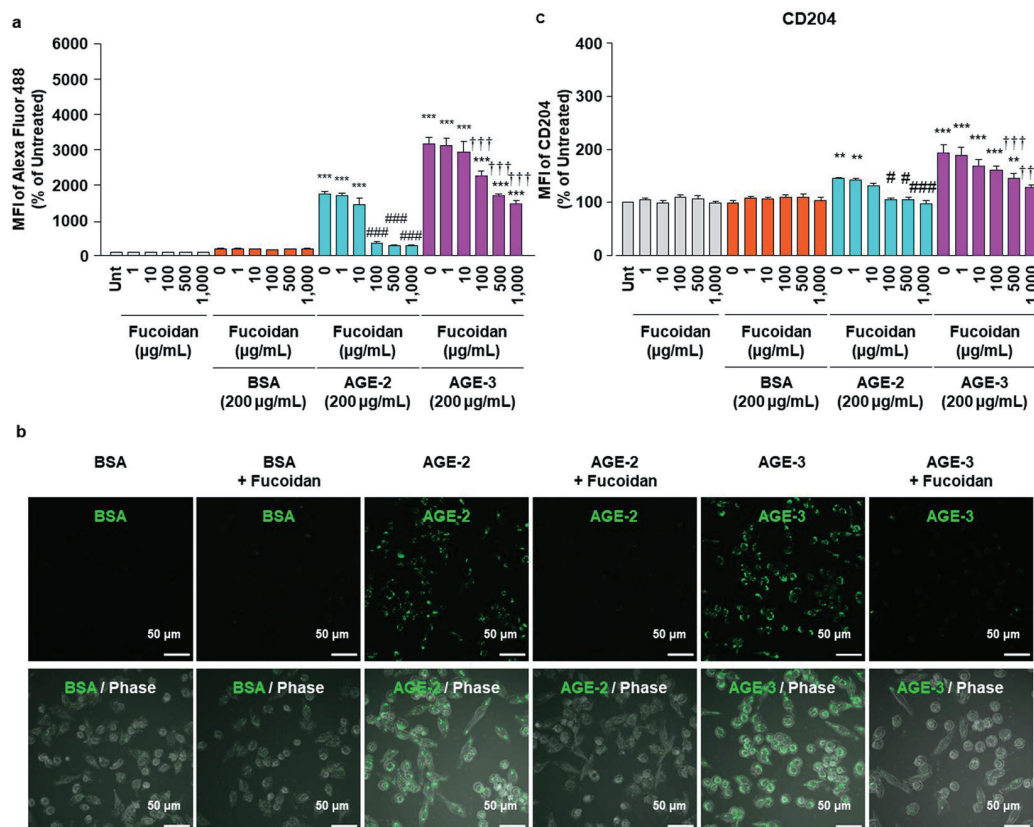 a
MFI of Alexa Fluor 488
(% of Untreated)
6000
5000
4000
3000
2000
1000
0
***
***
***
###
###
###
***
***
***
†††
***
†††
***
†††
***
Unt
1
10
100
500
1,000
0
1
10
100
500
1,000
0
1
10
100
500
1,000
0
1
10
100
500
1,000
Fucoidan
(µg/mL)
Fucoidan
(µg/mL)
Fucoidan
(µg/mL)
Fucoidan
(µg/mL)
BSA
(200 µg/mL)
AGE-2
(200 µg/mL)
AGE-3
(200 µg/mL)
c
CD204
MFI of CD204
(% of Untreated)
400
300
200
100
0
**
**
#
#
###
***
***
***
***
†††
**
††
Unt
1
10
100
500
1,000
0
1
10
100
500
1,000
0
1
10
100
500
1,000
0
1
10
100
500
1,000
Fucoidan
(µg/mL)
Fucoidan
(µg/mL)
Fucoidan
(µg/mL)
Fucoidan
(µg/mL)
BSA
(200 µg/mL)
AGE-2
(200 µg/mL)
AGE-3
(200 µg/mL)
b
BSA
BSA
+ Fucoidan
AGE-2
AGE-2
+ Fucoidan
AGE-3
AGE-3
+ Fucoidan
BSA
BSA
AGE-2
AGE-2
AGE-3
AGE-3
50 µm
50 µm
50 µm
50 µm
50 µm
50 µm
BSA / Phase
BSA / Phase
AGE-2 / Phase
AGE-2 / Phase
AGE-3 / Phase
AGE-3 / Phase
50 µm
50 µm
50 µm
50 µm
50 µm
50 µm